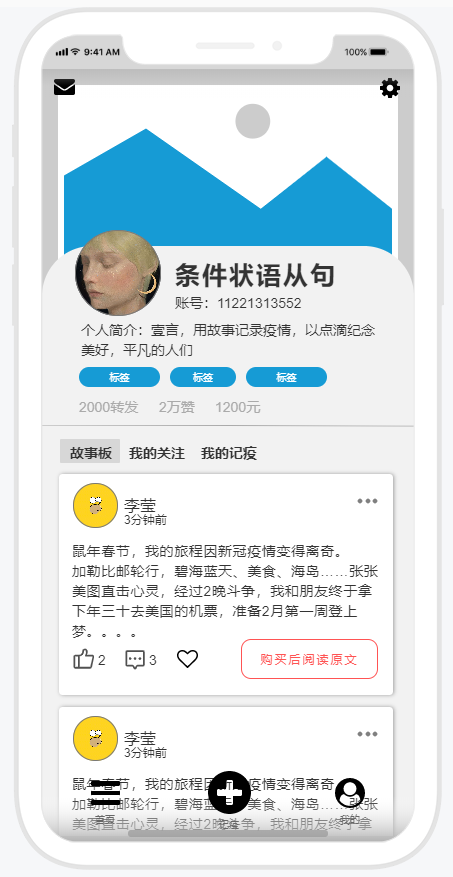 9:41 AM
100%
条件状语从句
账号：11221313552
个人简介：壹言，用故事记录疫情，以点滴纪念
美好，平凡的人们
标签 标签 标签
2000转发 2万赞 1200元
故事板 我的关注 我的记疫
李莹
3分钟前
鼠年春节，我的旅程因新冠疫情变得离奇。
加勒比邮轮行，碧海蓝天、美食、海岛……张张
美图直击心灵，经过2晚斗争，我和朋友终于拿
下年三十去美国的机票，准备2月第一周登上
梦。。。。
2 3 购买后阅读原文
李莹
3分钟前
鼠年春节，我的旅程因新冠疫情变得离奇。
加勒比邮轮行，碧海蓝天、美食、海岛……张张
美图直击心灵，经过2晚斗争，我和朋友终于拿
首页 我的